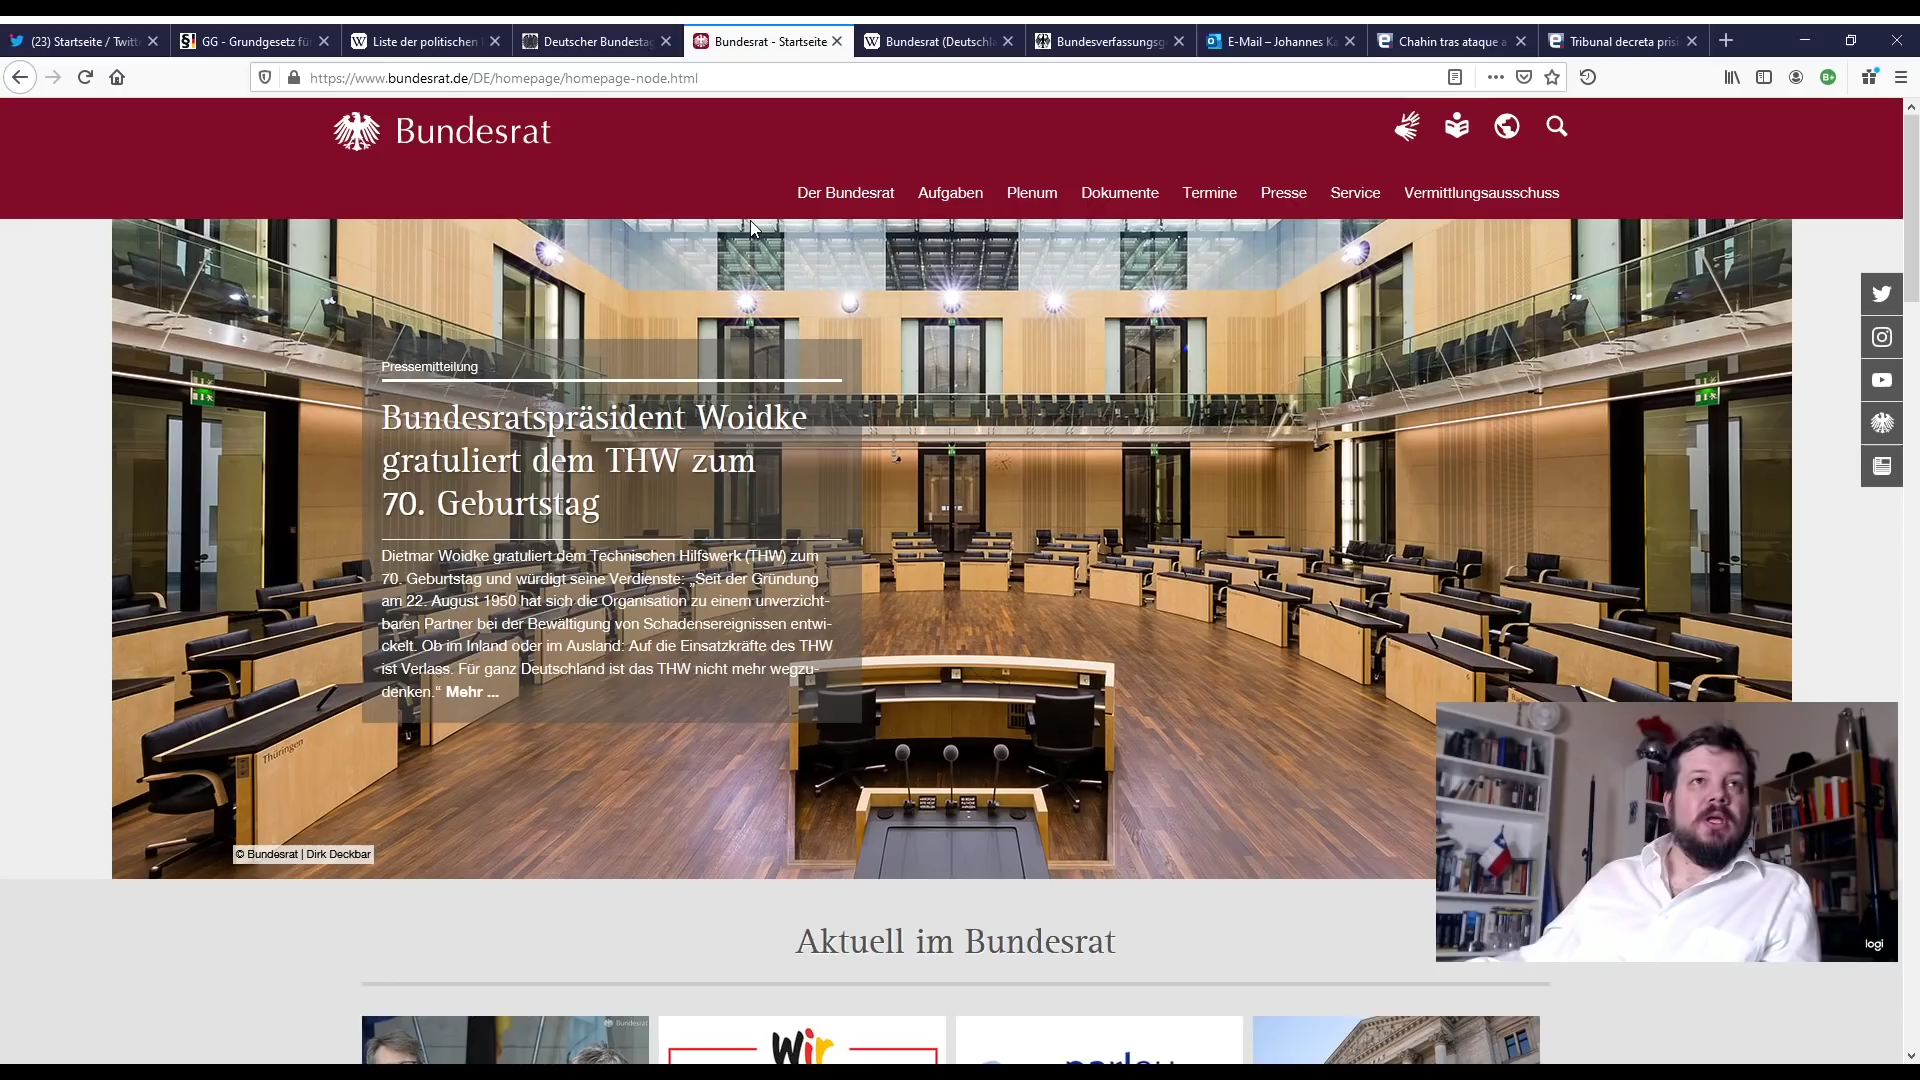 (23) Startseite / Twitt
GG - Grundgesetz fü
Liste der politischen
Deutscher Bundestag
Bundesrat - Startseite
Bundesrat (Deutschla
Bundesverfassungsg
E-Mail – Johannes Ka
Chahin tras ataque a
Tribunal decreta pris
https://www.bundesrat.de/DE/homepage/homepage-node.html
Bundesrat
Der Bundesrat Aufgaben Plenum Dokumente Termine Presse Service Vermittlungsausschuss
Pressemitteilung
Bundesratspräsident Woidke
gratuliert dem THW zum
70. Geburtstag
Dietmar Woidke gratuliert dem Technischen Hilfswerk (THW) zum
70. Geburtstag und würdigt seine Verdienste: „Seit der Gründung
am 22. August 1950 hat sich die Organisation zu einem unverzicht-
baren Partner bei der Bewältigung von Schadensereignissen entwi-
ckelt. Ob im Inland oder im Ausland: Auf die Einsatzkräfte des THW
ist Verlass. Für ganz Deutschland ist das THW nicht mehr wegzu-
denken.“ Mehr ...
Thüringen
© Bundesrat | Dirk Deckbar
logi
Aktuell im Bundesrat
Bundesrat
Wir